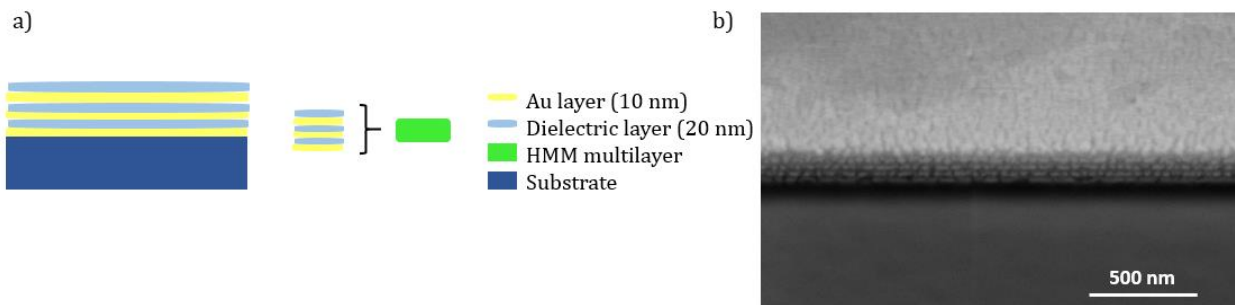 a)
b)
Au layer (10 nm)
Dielectric layer (20 nm)
HMM multilayer
Substrate
500 nm